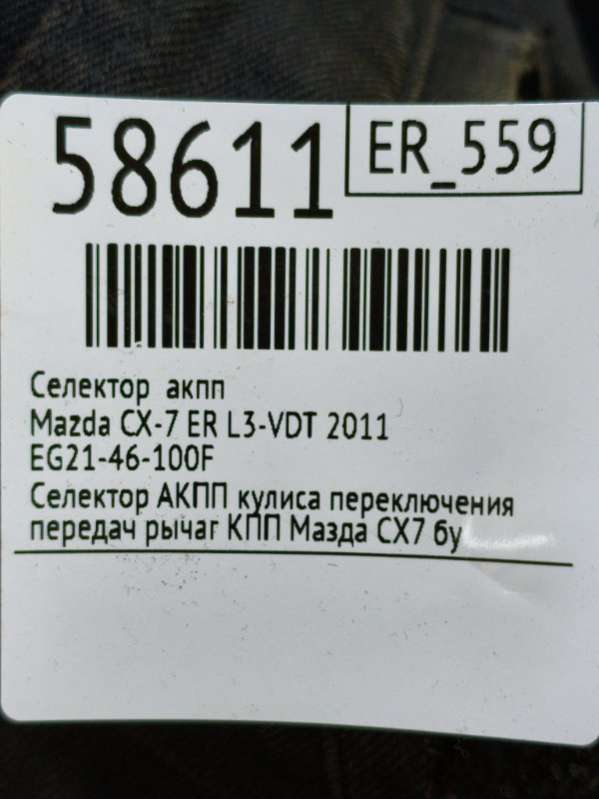 58611
ER_559
Селектор акпп
Mazda CX-7 ER L3-VDT 2011
EG21-46-100F
Селектор АКПП кулиса переключения
передач рычаг КПП Мазда СХ7 бу